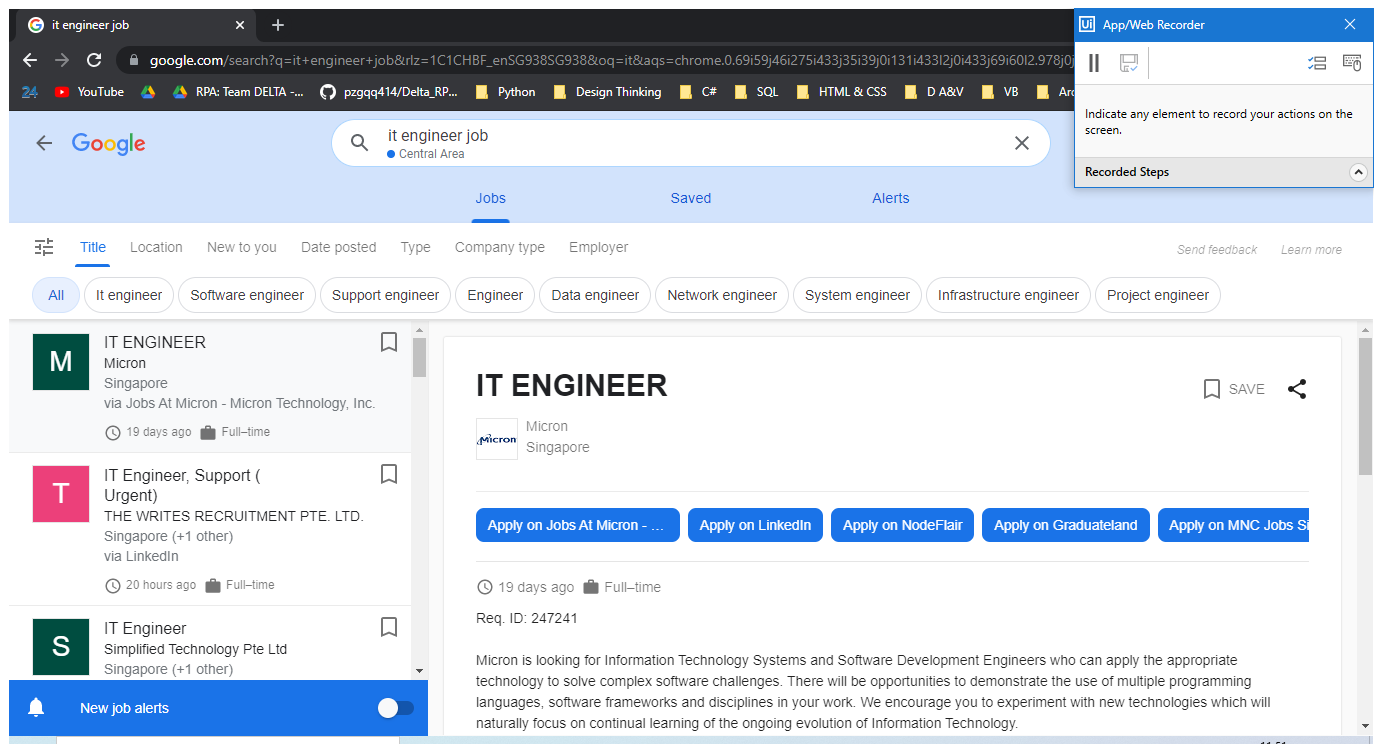 it engineer job
App/Web Recorder
google.com/search?q=it+engineer+job&rlz=1C1CHBF_enSG938SG938&oq=it&aqs=chrome.0.69i59j46i275i433j35i39j0i131i433l2j0i433j69i60l2.978j0j
24 YouTube RPA: Team DELTA -... pzgqq414/Delta_RP... Python Design Thinking C# SQL HTML & CSS D A&V VB
Indicate any element to record your actions on the
screen.
Recorded Steps
Google
it engineer job
Central Area
Jobs Saved Alerts
Title Location New to you Date posted Type Company type Employer
Send feedback Learn more
All It engineer Software engineer Support engineer Engineer Data engineer Network engineer System engineer Infrastructure engineer Project engineer
M
IT ENGINEER
Micron
Singapore
via Jobs At Micron - Micron Technology, Inc.
19 days ago Full–time
T
IT Engineer, Support (
Urgent)
THE WRITES RECRUITMENT PTE. LTD.
Singapore (+1 other)
via LinkedIn
20 hours ago Full–time
S
IT Engineer
Simplified Technology Pte Ltd
Singapore (+1 other)
New job alerts
IT ENGINEER
SAVE
Micron
Micron
Singapore
Apply on Jobs At Micron - ... Apply on LinkedIn Apply on NodeFlair Apply on Graduateland Apply on MNC Jobs Si
19 days ago Full–time
Req. ID: 247241
Micron is looking for Information Technology Systems and Software Development Engineers who can apply the appropriate
technology to solve complex software challenges. There will be opportunities to demonstrate the use of multiple programming
languages, software frameworks and disciplines in your work. We encourage you to experiment with new technologies which will
naturally focus on continual learning of the ongoing evolution of Information Technology.